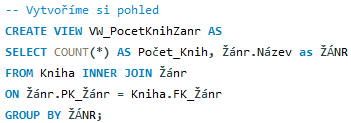 -- Vytvoříme si pohled
CREATE VIEW VW_PocetKnihZanr AS
SELECT COUNT(*) AS Počet_Knih, Žánr.Název as ŽÁNR
FROM Kniha INNER JOIN Žánr
ON Žánr.PK_Žánr = Kniha.FK_Žánr
GROUP BY ŽÁNR;